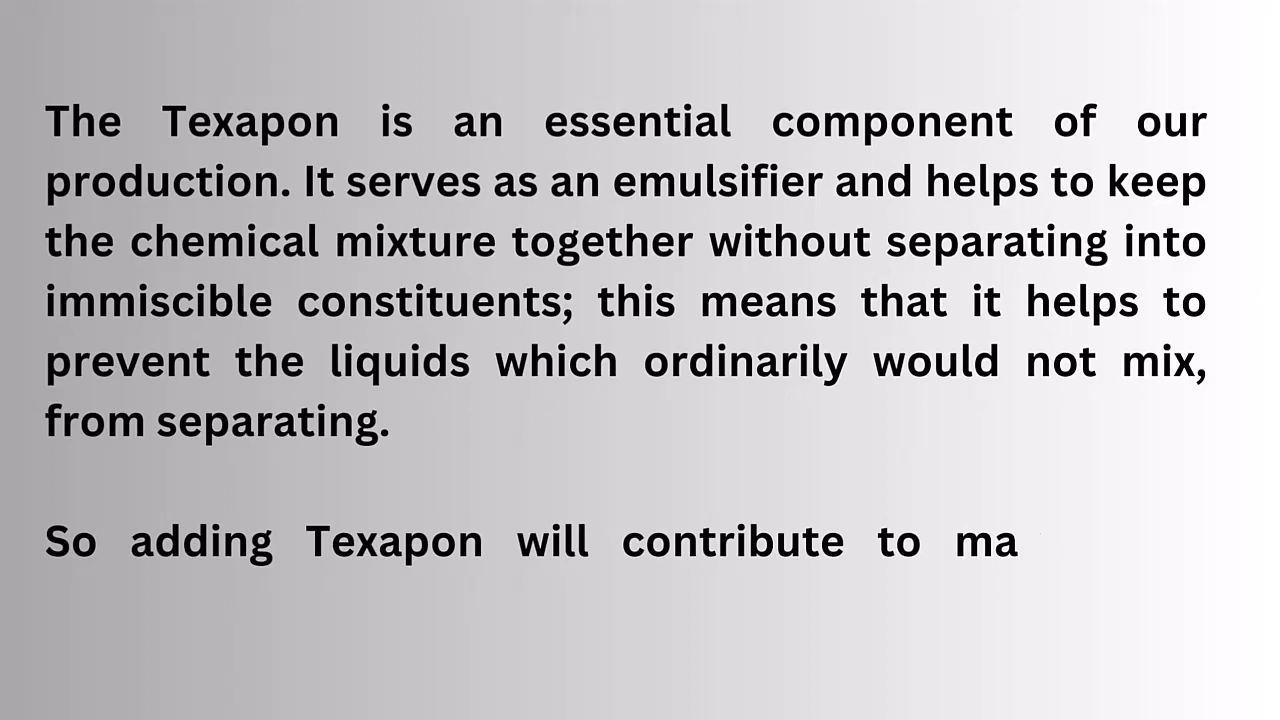 The Texapon is an essential component of our
production. It serves as an emulsifier and helps to keep
the chemical mixture together without separating into
immiscible constituents; this means that it helps to
prevent the liquids which ordinarily would not mix,
from separating.
So adding Texapon will contribute to ma